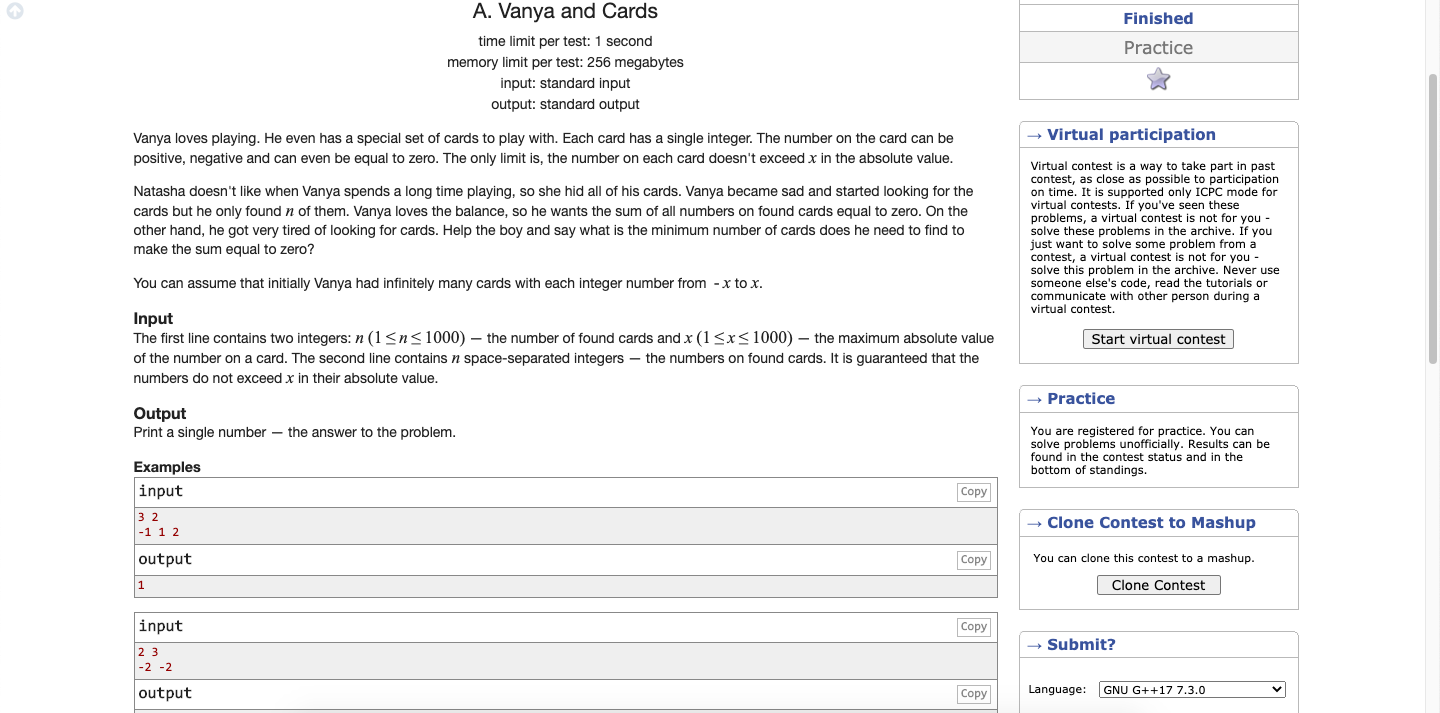 A. Vanya and Cards
time limit per test: 1 second
memory limit per test: 256 megabytes
input: standard input
output: standard output
Vanya loves playing. He even has a special set of cards to play with. Each card has a single integer. The number on the card can be
positive, negative and can even be equal to zero. The only limit is, the number on each card doesn't exceed x in the absolute value.
Natasha doesn't like when Vanya spends a long time playing, so she hid all of his cards. Vanya became sad and started looking for the
cards but he only found n of them. Vanya loves the balance, so he wants the sum of all numbers on found cards equal to zero. On the
other hand, he got very tired of looking for cards. Help the boy and say what is the minimum number of cards does he need to find to
make the sum equal to zero?
You can assume that initially Vanya had infinitely many cards with each integer number from - x to x.
Input
The first line contains two integers: n (1 ≤ n ≤ 1000) — the number of found cards and x (1 ≤ x ≤ 1000) — the maximum absolute value
of the number on a card. The second line contains n space-separated integers — the numbers on found cards. It is guaranteed that the
numbers do not exceed x in their absolute value.
Output
Print a single number — the answer to the problem.
Examples
input
Copy
3 2
-1 1 2
output
Copy
1
input
Copy
2 3
-2 -2
output
Copy
Finished
Practice
→ Virtual participation
Virtual contest is a way to take part in past
contest, as close as possible to participation
on time. It is supported only ICPC mode for
virtual contests. If you've seen these
problems, a virtual contest is not for you -
solve these problems in the archive. If you
just want to solve some problem from a
contest, a virtual contest is not for you -
solve this problem in the archive. Never use
someone else's code, read the tutorials or
communicate with other person during a
virtual contest.
Start virtual contest
→ Practice
You are registered for practice. You can
solve problems unofficially. Results can be
found in the contest status and in the
bottom of standings.
→ Clone Contest to Mashup
You can clone this contest to a mashup.
Clone Contest
→ Submit?
Language: GNU G++17 7.3.0